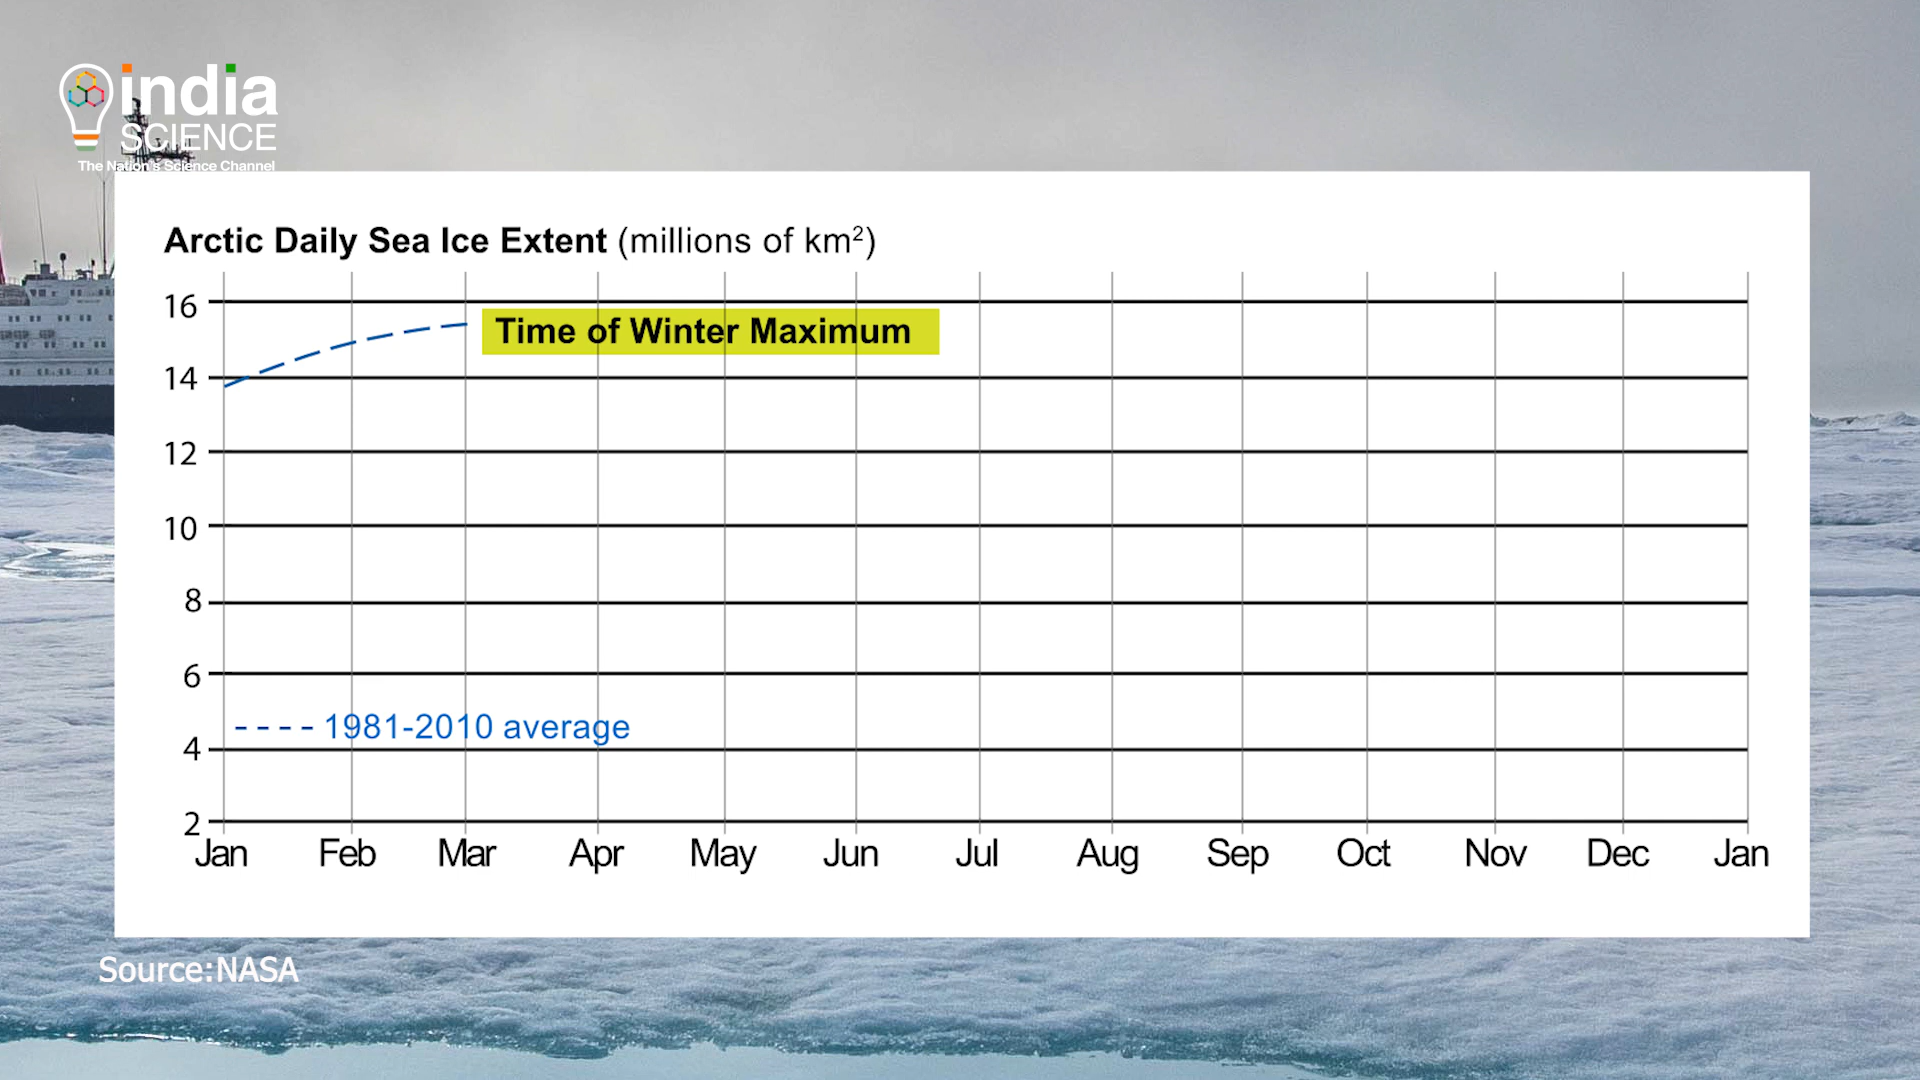 india
SCIENCE
The Nation's Science Channel
Arctic Daily Sea Ice Extent (millions of km²)
16
Time of Winter Maximum
14
12
10
8
6
1981-2010 average
4
2
Jan Feb Mar Apr May Jun Jul Aug Sep Oct Nov Dec Jan
Source:NASA